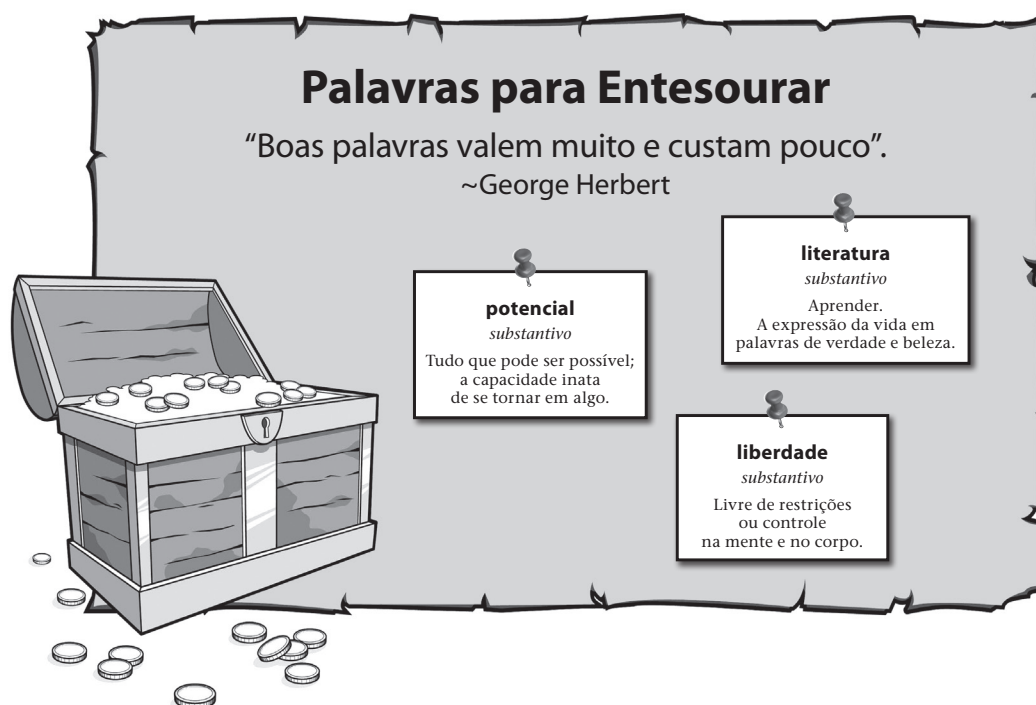 Palavras para Entesourar
“Boas palavras valem muito e custam pouco”.
~George Herbert
potencial
substantivo
Tudo que pode ser possível;
a capacidade inata
de se tornar em algo.
literatura
substantivo
Aprender.
A expressão da vida em
palavras de verdade e beleza.
liberdade
substantivo
Livre de restrições
ou controle
na mente e no corpo.